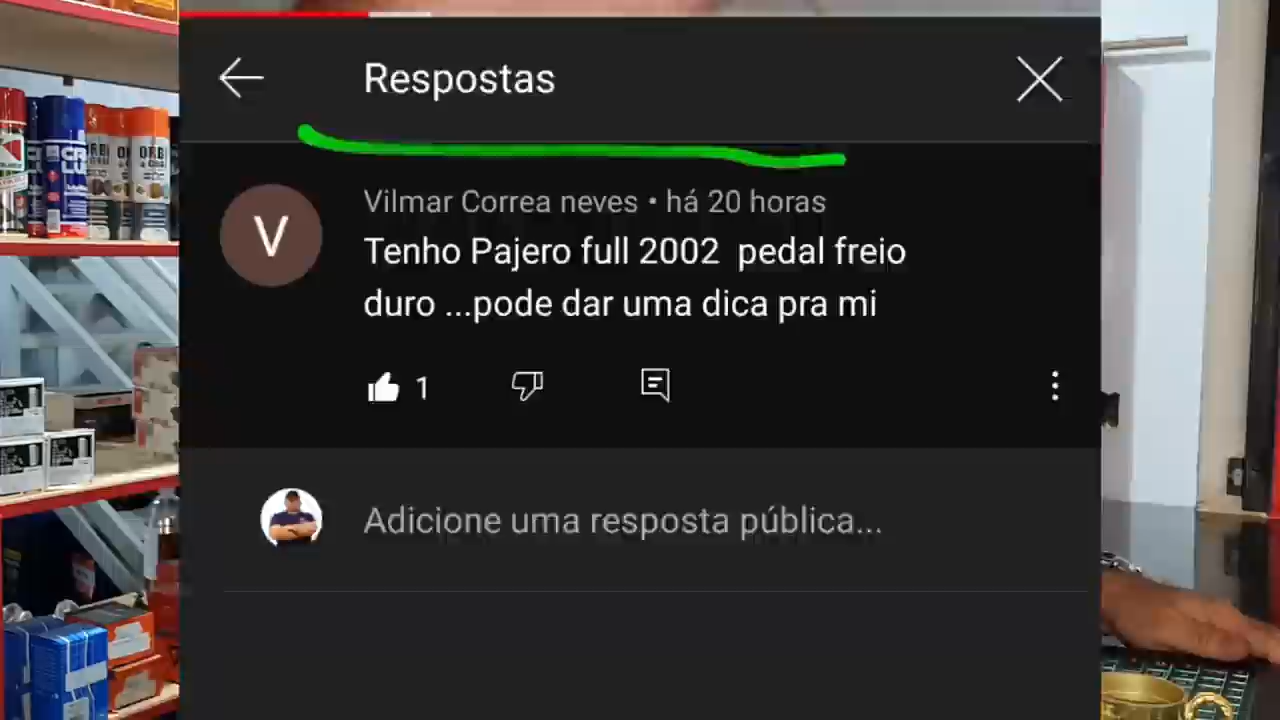 Respostas
Vilmar Correa neves • há 20 horas
Tenho Pajero full 2002 pedal freio
duro ...pode dar uma dica pra mi
1
Adicione uma resposta pública...
ORBI